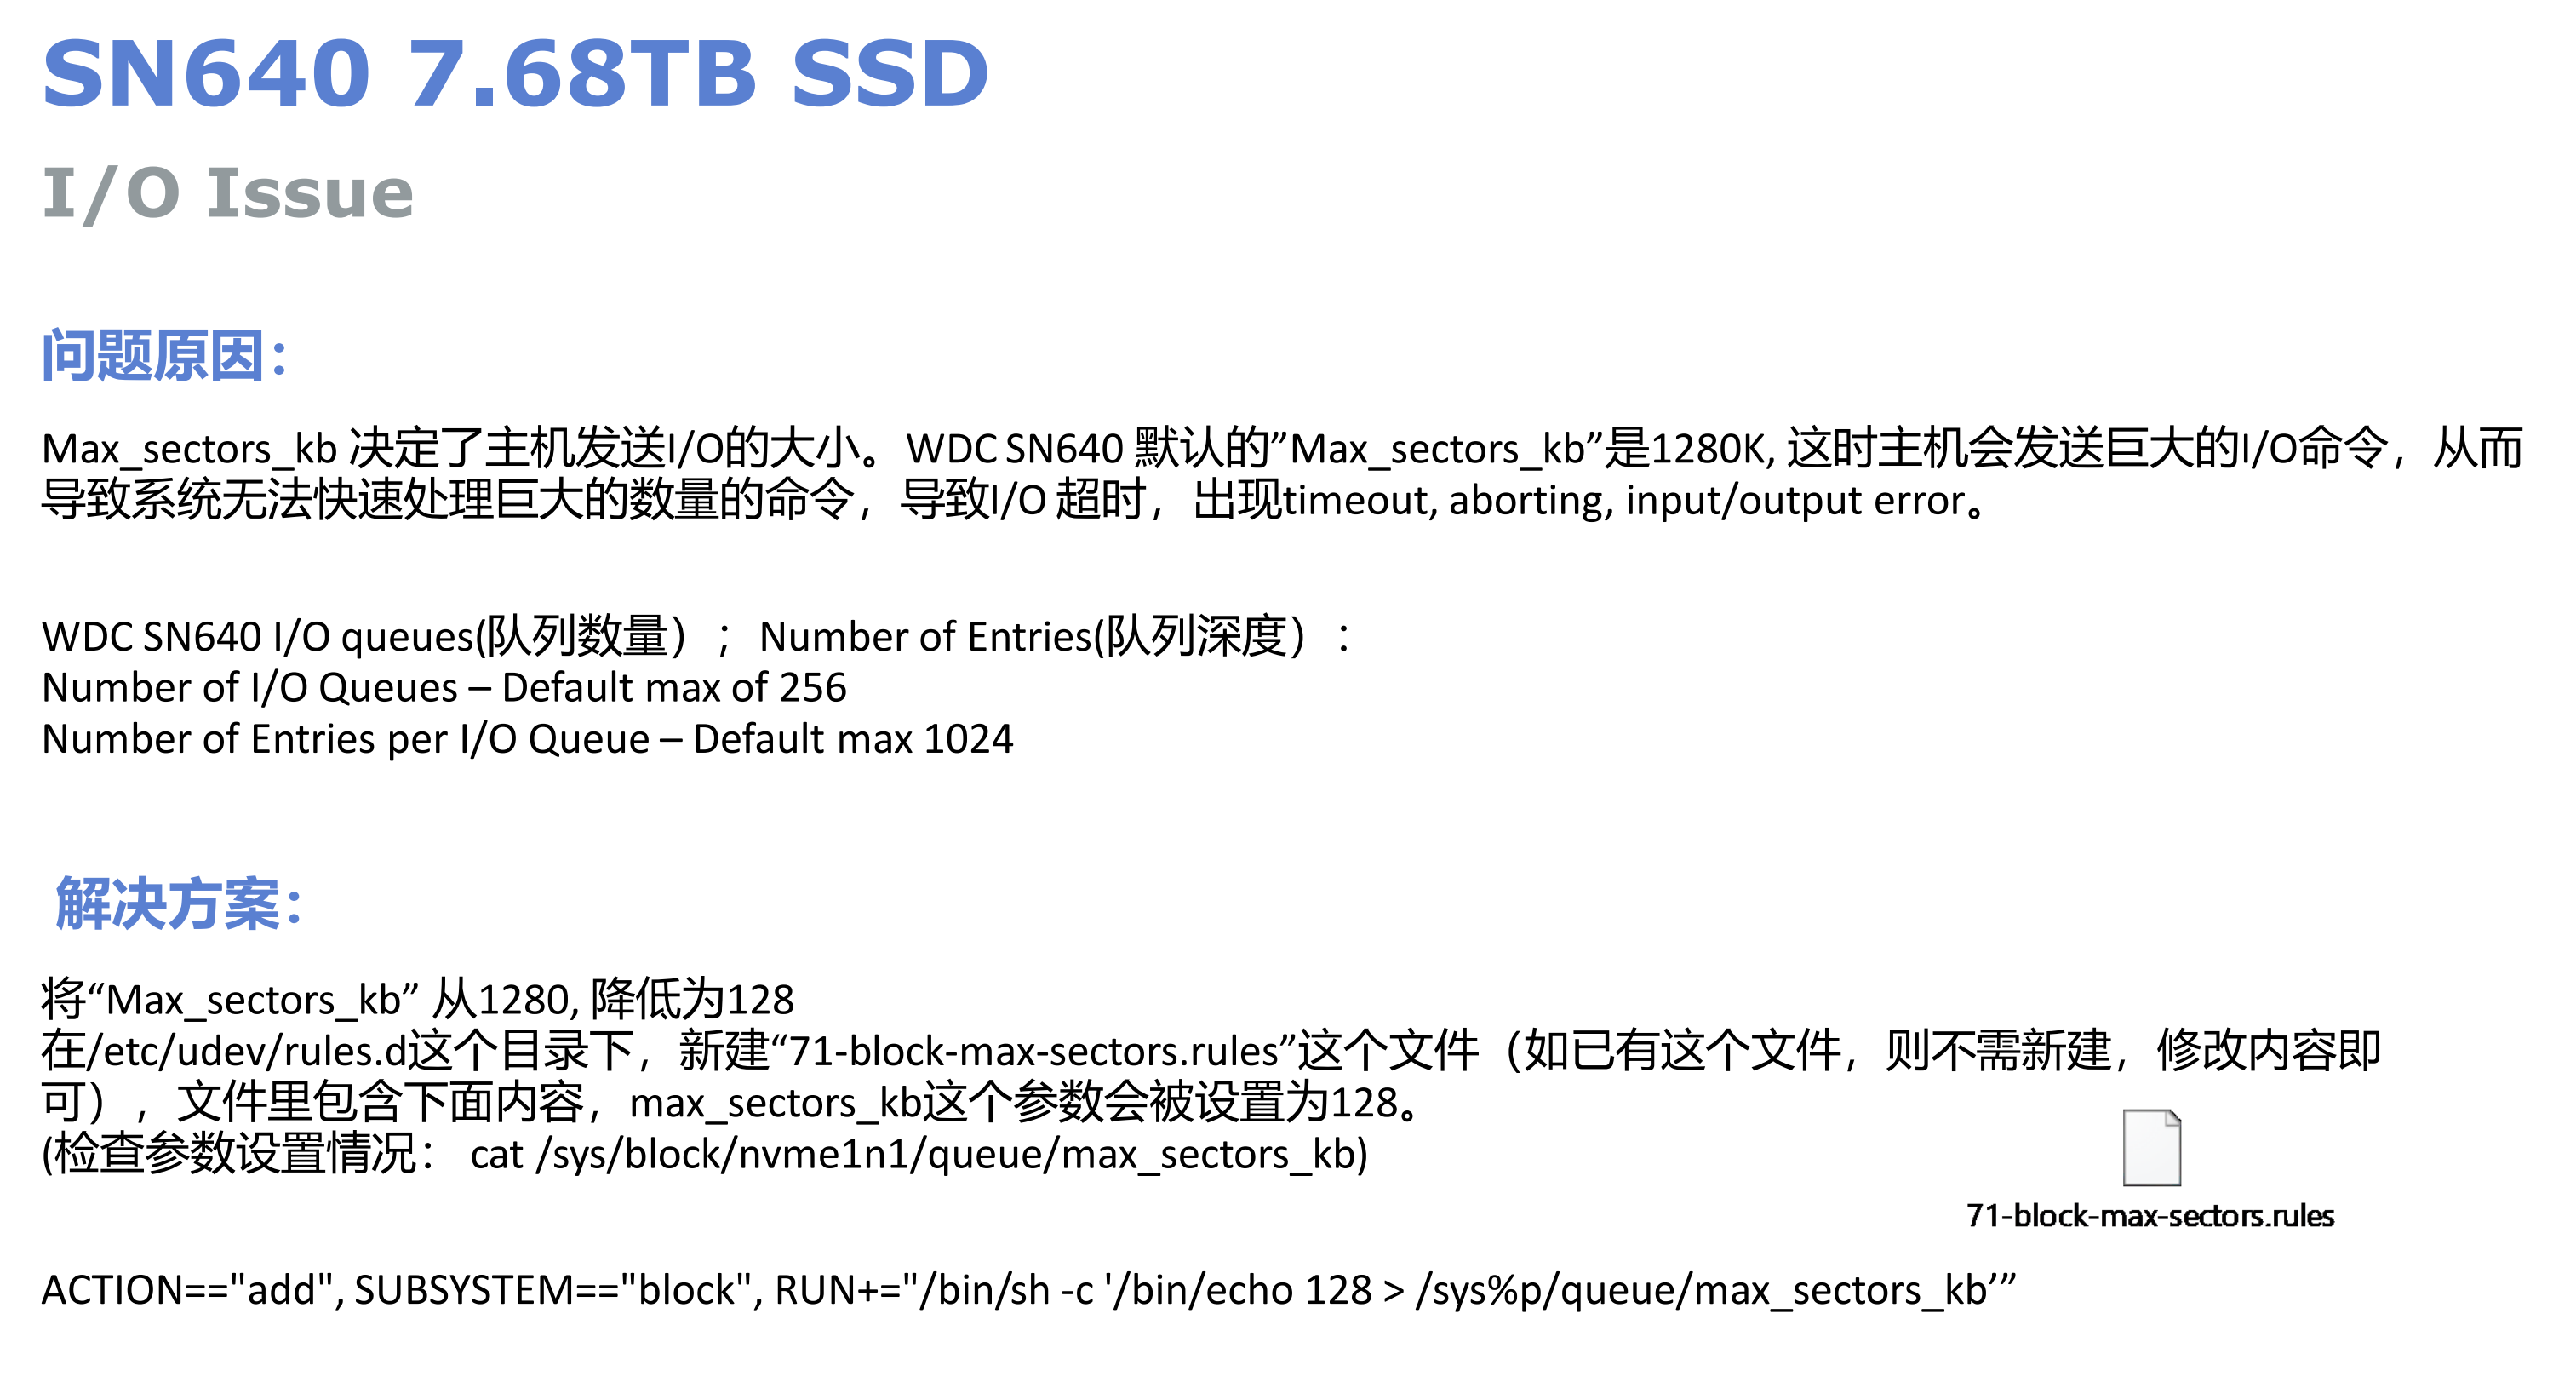 SN640 7.68TB SSD
I/O Issue
问题原因：
Max_sectors_kb 决定了主机发送I/O的大小。WDC SN640 默认的”Max_sectors_kb”是1280K, 这时主机会发送巨大的I/O命令，从而
导致系统无法快速处理巨大的数量的命令，导致I/O 超时，出现timeout, aborting, input/output error。
WDC SN640 I/O queues(队列数量）；Number of Entries(队列深度）：
Number of I/O Queues – Default max of 256
Number of Entries per I/O Queue – Default max 1024
解决方案：
将“Max_sectors_kb” 从1280, 降低为128
在/etc/udev/rules.d这个目录下，新建“71-block-max-sectors.rules”这个文件（如已有这个文件，则不需新建，修改内容即
可），文件里包含下面内容，max_sectors_kb这个参数会被设置为128。
(检查参数设置情况： cat /sys/block/nvme1n1/queue/max_sectors_kb)
71-block-max-sectors.rules
ACTION=="add", SUBSYSTEM=="block", RUN+="/bin/sh -c '/bin/echo 128 > /sys%p/queue/max_sectors_kb’”